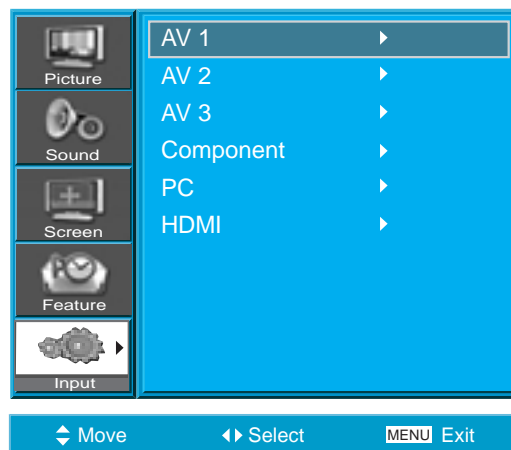 Picture
Sound
Screen
Feature
Input
AV 1
AV 2
AV 3
Component
PC
HDMI
Move Select MENU Exit